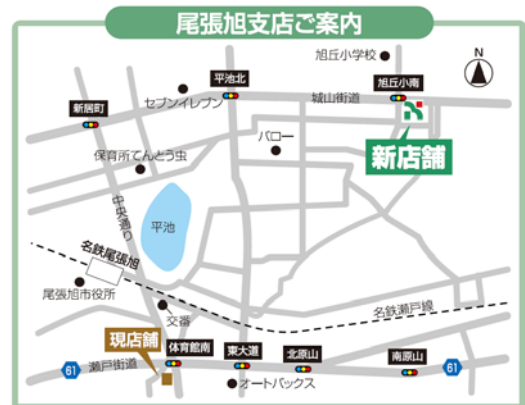 尾張旭支店ご案内
旭丘小学校
N
平池北
旭丘小南
セブンイレブン
城山街道
新居町
バロー
新店舗
保育所てんとう虫
中央通り
平池
名鉄尾張旭
尾張旭市役所
名鉄瀬戸線
交番
現店舗
体育館南
東大道
北原山
南原山
61
瀬戸街道
61
オートバックス